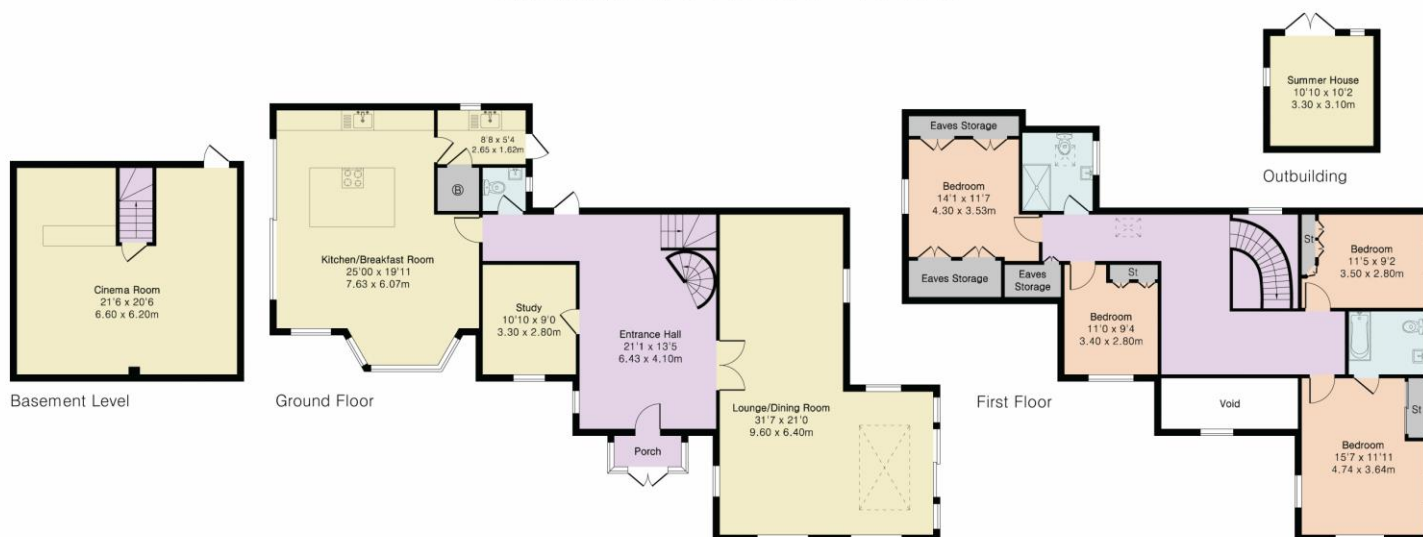 Cinema Room
21'6 x 20'6
6.60 x 6.20m
Basement Level
8'8 x 5'4
2.65 x 1.62m
B
Kitchen/Breakfast Room
25'00 x 19'11
7.63 x 6.07m
Study
10'10 x 9'0
3.30 x 2.80m
Entrance Hall
21'1 x 13'5
6.43 x 4.10m
Porch
Lounge/Dining Room
31'7 x 21'0
9.60 x 6.40m
Ground Floor
Eaves Storage
Bedroom
14'1 x 11'7
4.30 x 3.53m
Eaves Storage
Eaves
Storage
St
Bedroom
11'0 x 9'4
3.40 x 2.80m
St
Bedroom
11'5 x 9'2
3.50 x 2.80m
Void
Bedroom
15'7 x 11'11
4.74 x 3.64m
St
First Floor
Summer House
10'10 x 10'2
3.30 x 3.10m
Outbuilding